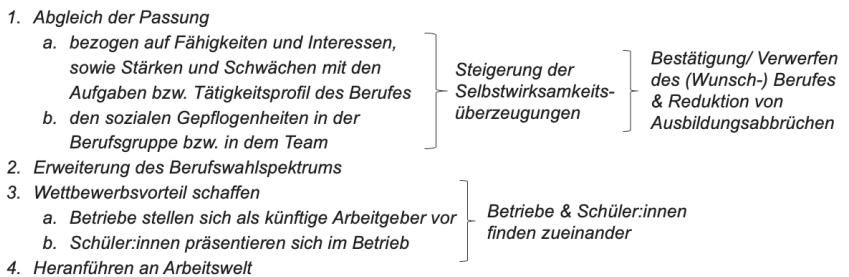 1. Abgleich der Passung
a. bezogen auf Fähigkeiten und Interessen,
sowie Stärken und Schwächen mit den
Aufgaben bzw. Tätigkeitsprofil des Berufes
b. den sozialen Gepflogenheiten in der
Berufsgruppe bzw. in dem Team
Steigerung der
Selbstwirksamkeits-
überzeugungen
Bestätigung/ Verwerfen
des (Wunsch-) Berufes
& Reduktion von
Ausbildungsabbrüchen
2. Erweiterung des Berufswahlspektrums
3. Wettbewerbsvorteil schaffen
a. Betriebe stellen sich als künftige Arbeitgeber vor
b. Schüler:innen präsentieren sich im Betrieb
Betriebe & Schüler:innen
finden zueinander
4. Heranführen an Arbeitswelt